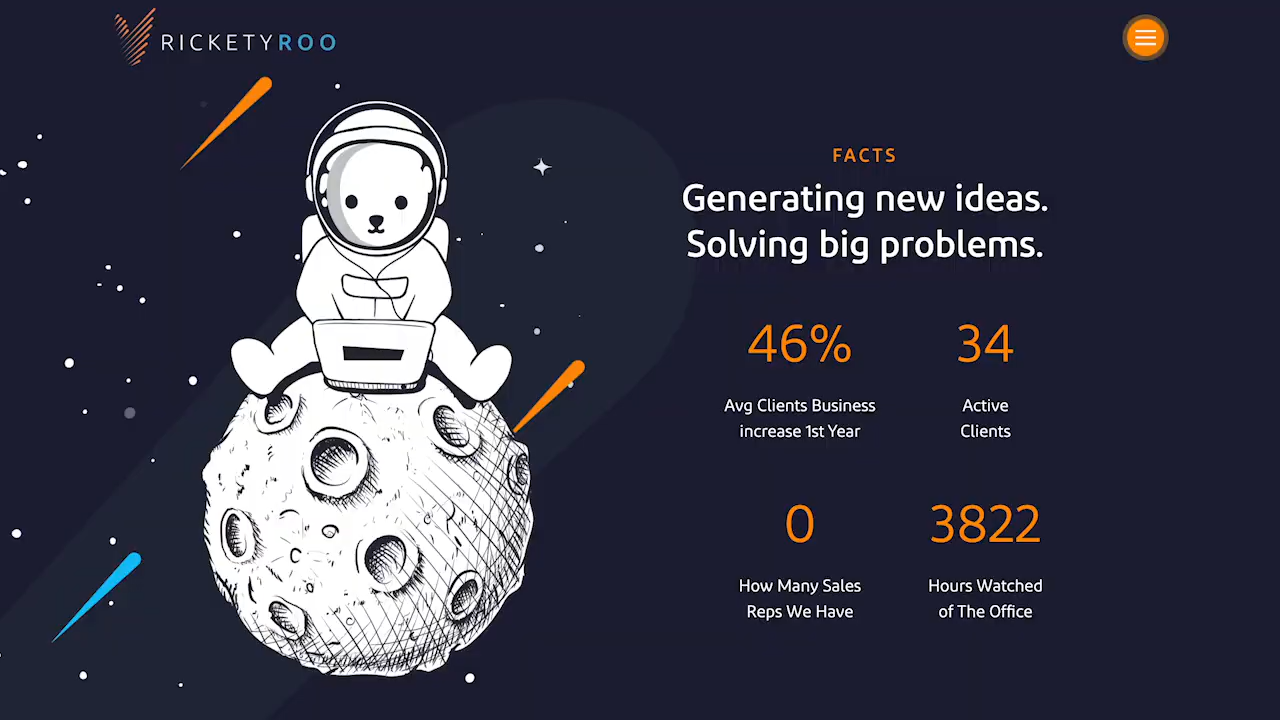 RICKETYROO
FACTS
Generating new ideas.
Solving big problems.
46%
Avg Clients Business
increase 1st Year
34
Active
Clients
0
How Many Sales
Reps We Have
3822
Hours Watched
of The Office